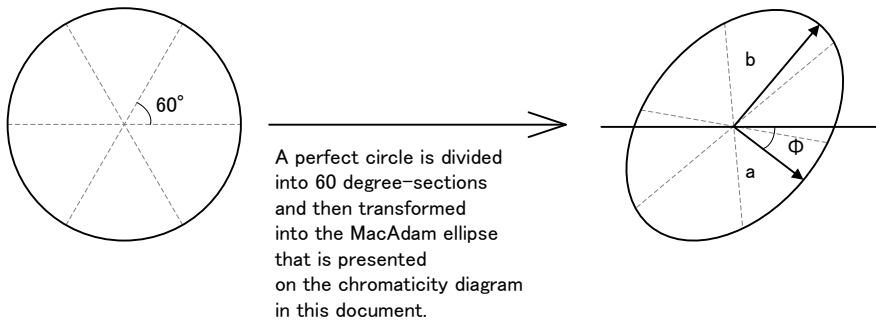 60°
A perfect circle is divided
into 60 degree-sections
and then transformed
into the MacAdam ellipse
that is presented
on the chromaticity diagram
in this document.
b
Φ
a